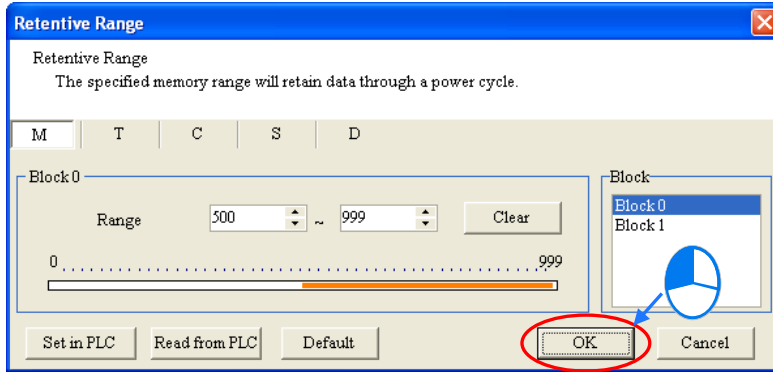 Retentive Range
Retentive Range
The specified memory range will retain data through a power cycle.
M T C S D
Block 0
Range 500 ~ 999 Clear
0 999
Block
Block 0
Block 1
Set in PLC Read from PLC Default OK Cancel